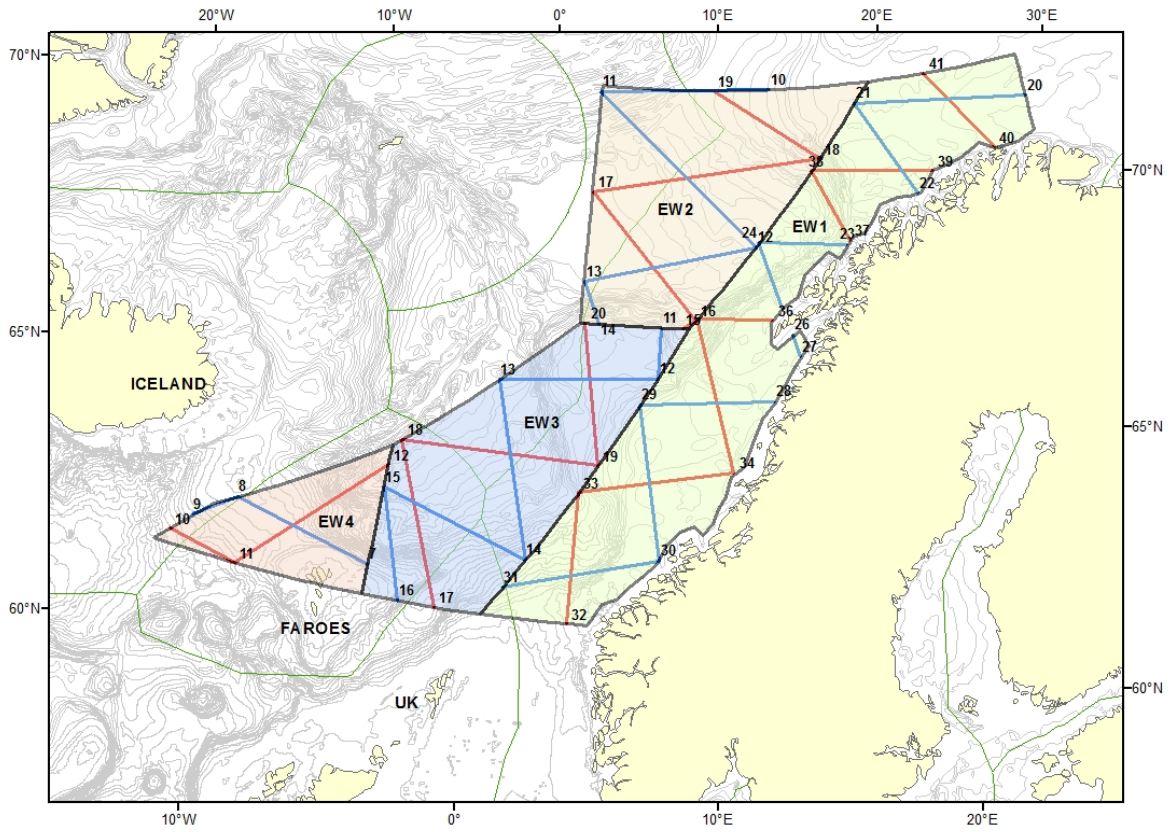 20°W 10°W 0° 10°E 20°E 30°E
70°N
41
11 19 10 21 20
40
18
38 39 70°N
17 22
EW2 EW1
24 12 23 37
13
20 14 11 15 16 36 26
65°N
27
ICELAND 13 12
29 28
EW3
18 65°N
12 19 34
15 33
8
9
10 EW4
11 7 14 30
31
16 17 32
60°N
FAROES
UK 60°N
10°W 0° 10°E 20°E